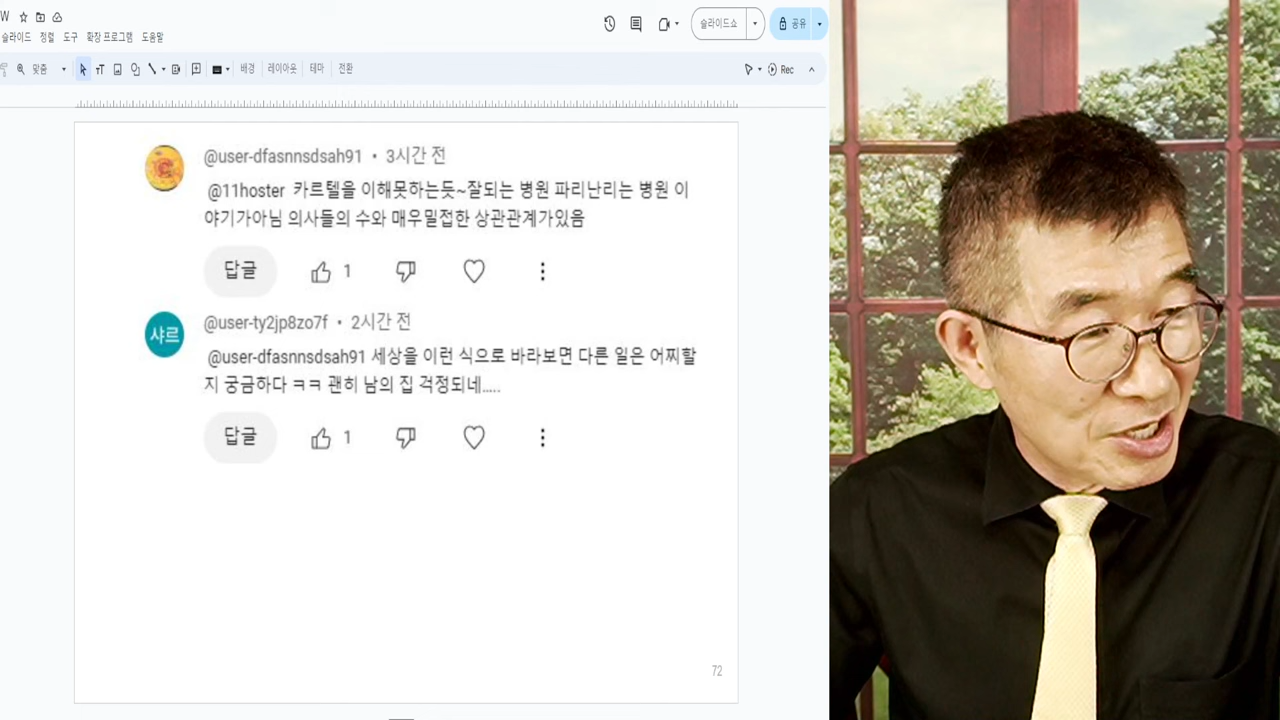 W
슬라이드 정렬 도구 확장 프로그램 도움말
슬라이드쇼
공유
맞춤
배경 레이아웃 테마 전환
Rec
@user-dfasnnsdsah91 • 3시간 전
@11hoster 카르텔을 이해못하는듯~잘되는 병원 파리난리는 병원 이
야기가아님 의사들의 수와 매우밀접한 상관관계가있음
답글
1
샤르
@user-ty2jp8zo7f • 2시간 전
@user-dfasnnsdsah91 세상을 이런 식으로 바라보면 다른 일은 어찌할
지 궁금하다 ㅋㅋ 괜히 남의 집 걱정되네.....
답글
1
72